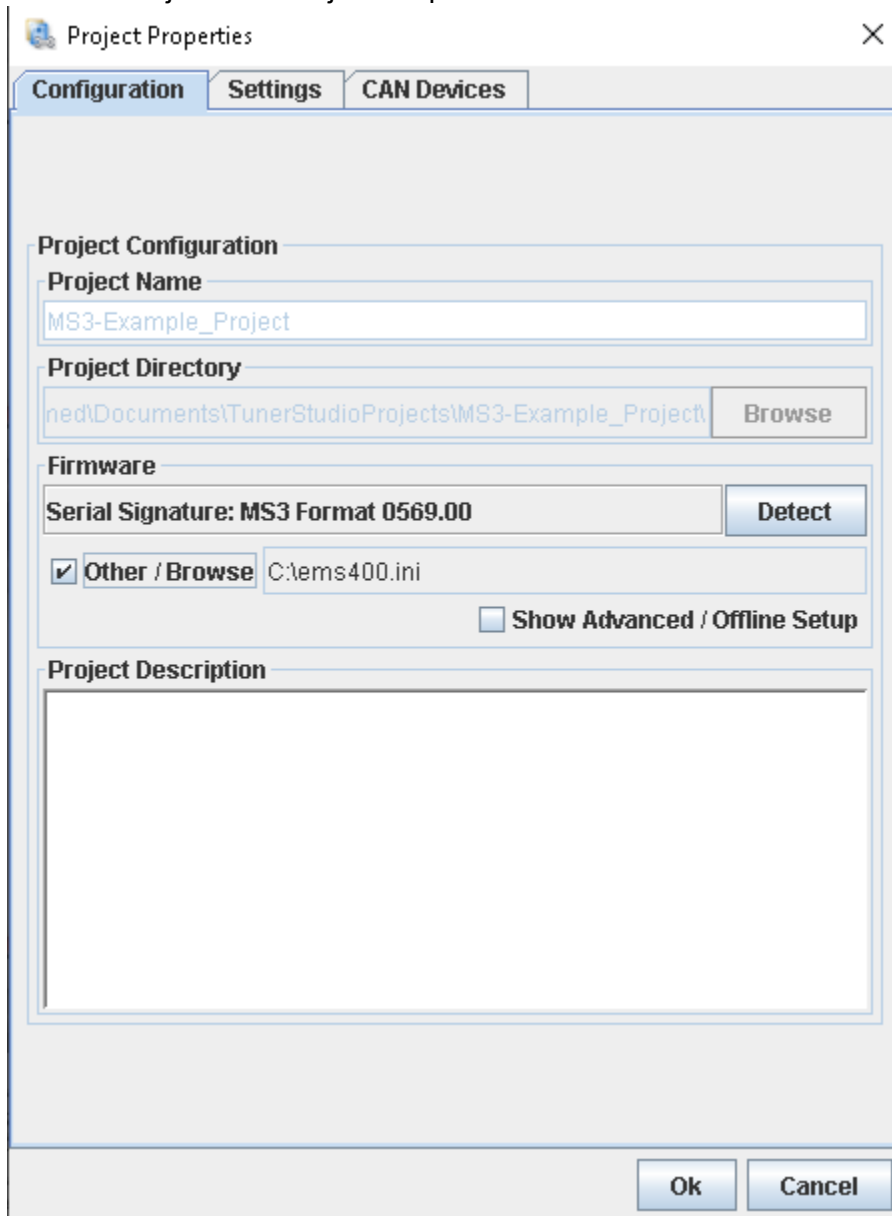 Project Properties
Configuration Settings CAN Devices
Project Configuration
Project Name
MS3-Example_Project
Project Directory
ned\Documents\TunerStudioProjects\MS3-Example_Project\ Browse
Firmware
Serial Signature: MS3 Format 0569.00 Detect
Other / Browse C:\ems400.ini
Show Advanced / Offline Setup
Project Description
Ok Cancel